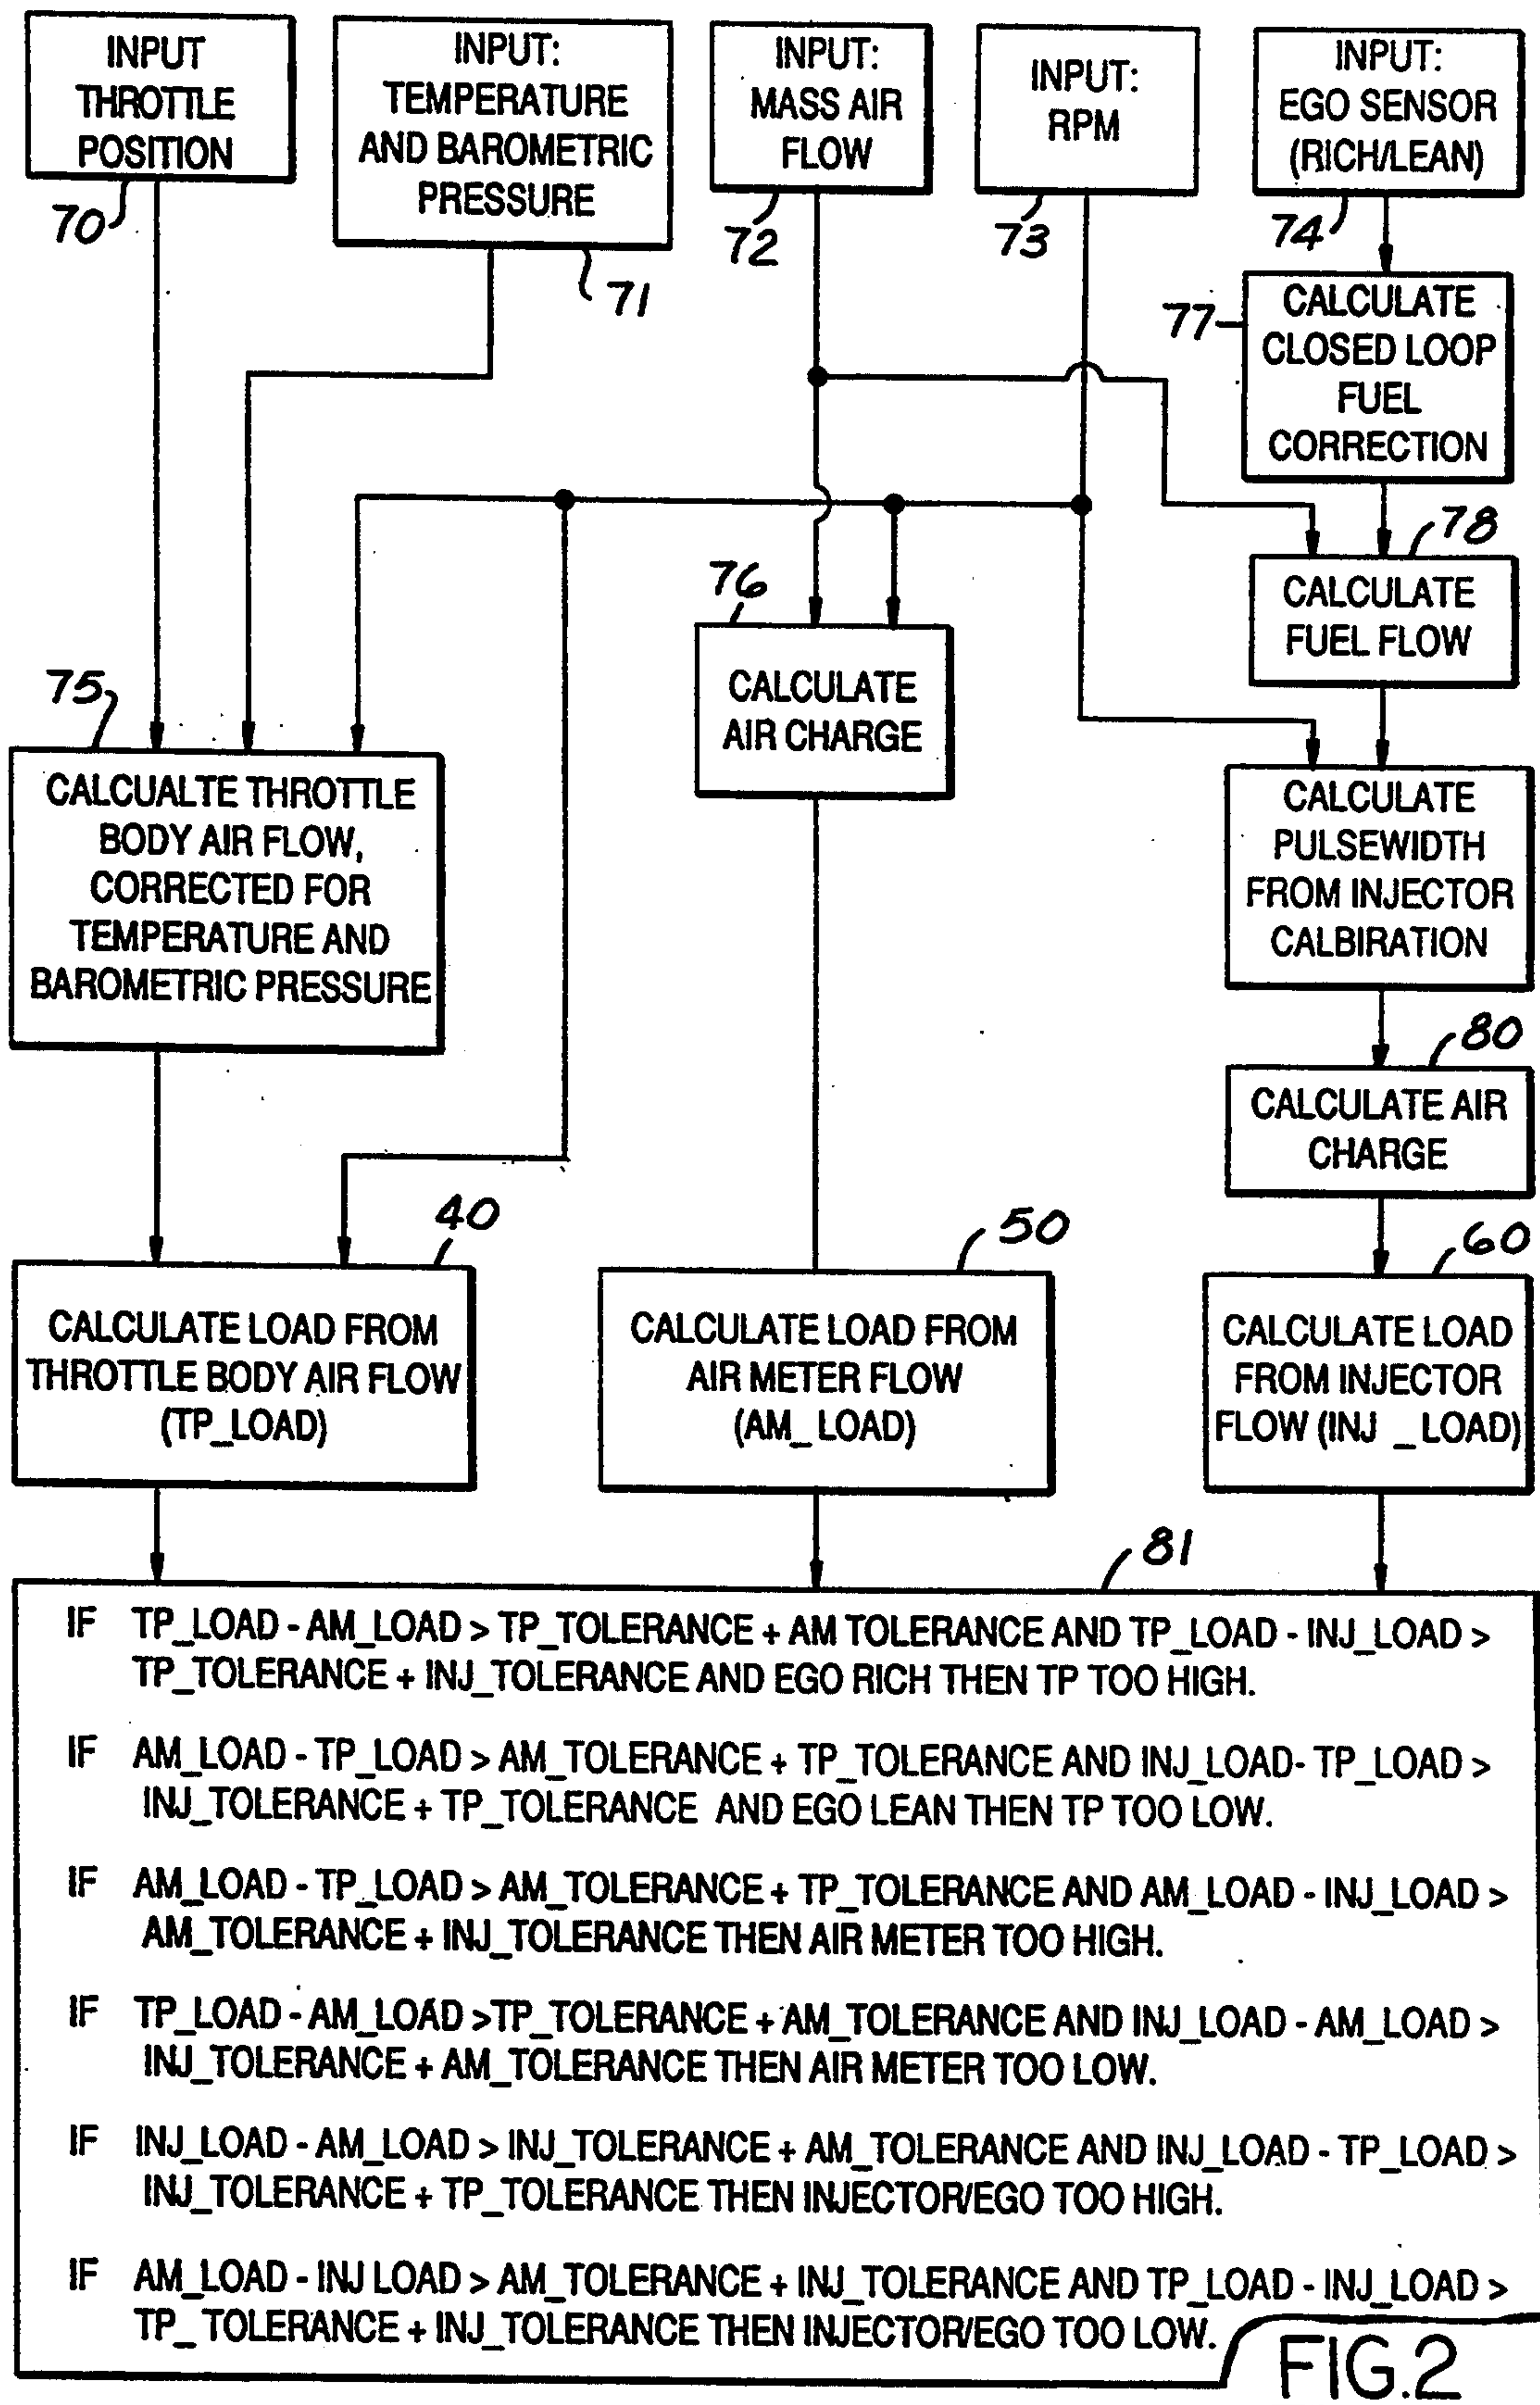 INPUT
THROTTLE
POSITION
70
INPUT:
TEMPERATURE
AND BAROMETRIC
PRESSURE
71
INPUT:
MASS AIR
FLOW
72
INPUT:
RPM
73
INPUT:
EGO SENSOR
(RICH/LEAN)
74
77
CALCULATE
CLOSED LOOP
FUEL
CORRECTION
78
CALCULATE
FUEL FLOW
76
CALCULATE
AIR CHARGE
75
CALCUALTE THROTTLE
BODY AIR FLOW,
CORRECTED FOR
TEMPERATURE AND
BAROMETRIC PRESSURE
CALCULATE
PULSEWIDTH
FROM INJECTOR
CALBIRATION
80
CALCULATE AIR
CHARGE
40
CALCULATE LOAD FROM
THROTTLE BODY AIR FLOW
(TP_LOAD)
50
CALCULATE LOAD FROM
AIR METER FLOW
(AM_ LOAD)
60
CALCULATE LOAD
FROM INJECTOR
FLOW (INJ _ LOAD)
81
IF TP_LOAD - AM_LOAD > TP_TOLERANCE + AM TOLERANCE AND TP_LOAD - INJ_LOAD >
TP_TOLERANCE + INJ_TOLERANCE AND EGO RICH THEN TP TOO HIGH.
IF AM_LOAD - TP_LOAD > AM_TOLERANCE + TP_TOLERANCE AND INJ_LOAD- TP_LOAD >
INJ_TOLERANCE + TP_TOLERANCE AND EGO LEAN THEN TP TOO LOW.
IF AM_LOAD - TP_LOAD > AM_TOLERANCE + TP_TOLERANCE AND AM_LOAD - INJ_LOAD >
AM_TOLERANCE + INJ_TOLERANCE THEN AIR METER TOO HIGH.
IF TP_LOAD - AM_LOAD >TP_TOLERANCE + AM_TOLERANCE AND INJ_LOAD - AM_LOAD >
INJ_TOLERANCE + AM_TOLERANCE THEN AIR METER TOO LOW.
IF INJ_LOAD - AM_LOAD > INJ_TOLERANCE + AM_TOLERANCE AND INJ_LOAD - TP_LOAD >
INJ_TOLERANCE + TP_TOLERANCE THEN INJECTOR/EGO TOO HIGH.
IF AM_LOAD - INJ LOAD > AM_TOLERANCE + INJ_TOLERANCE AND TP_LOAD - INJ_LOAD >
TP_ TOLERANCE + INJ_TOLERANCE THEN INJECTOR/EGO TOO LOW.
FIG.2